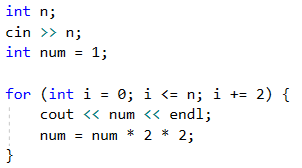 int n;
cin >> n;
int num = 1;

for (int i = 0; i <= n; i += 2) {
    cout << num << endl;
    num = num * 2 * 2;
}